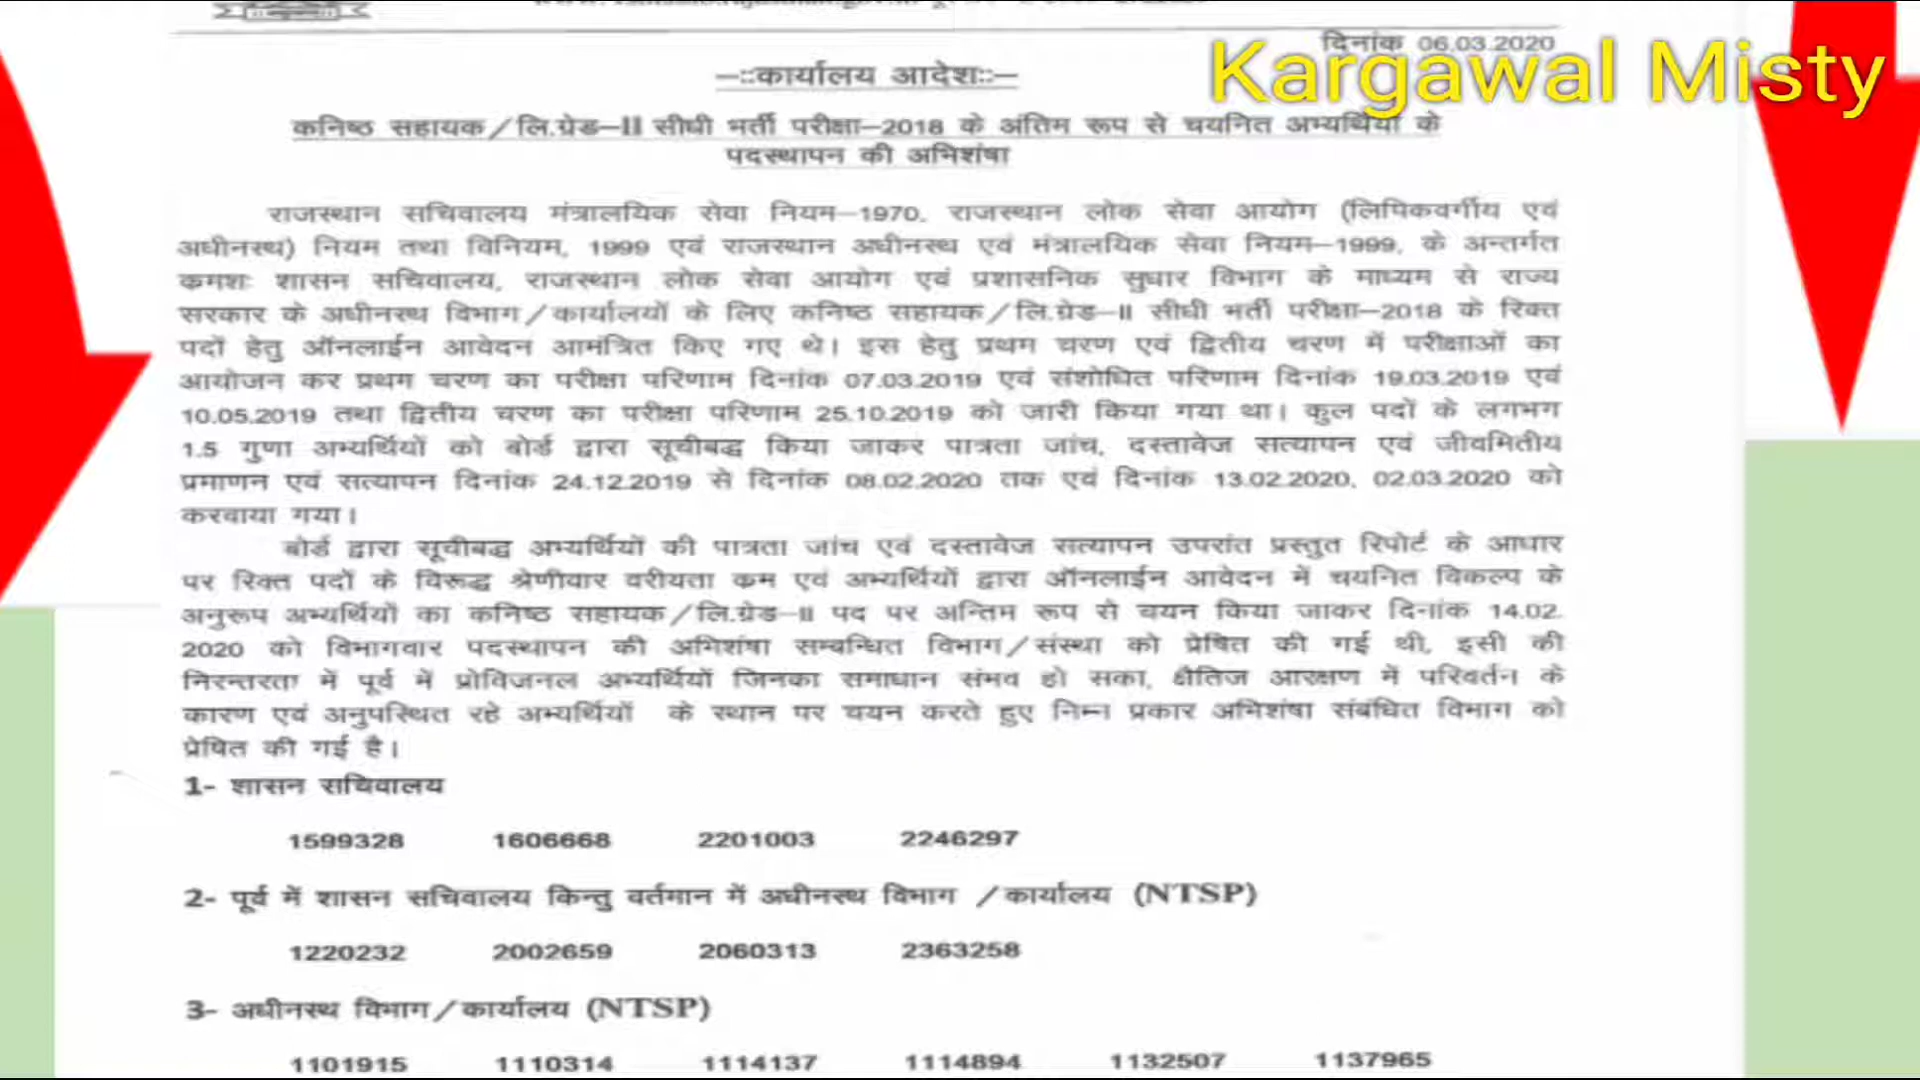 दिनांक 06.03.2020
Kargawal Misty
—::कार्यालय आदेश::—
कनिष्ठ सहायक/लि.ग्रेड—II सीधी भर्ती परीक्षा—2018 के अंतिम रूप से चयनित अभ्यर्थियों के
पदस्थापन की अभिशंषा
राजस्थान सचिवालय मंत्रालयिक सेवा नियम—1970, राजस्थान लोक सेवा आयोग (लिपिकवर्गीय एवं
अधीनस्थ) नियम तथा विनियम, 1999 एवं राजस्थान अधीनस्थ एवं मंत्रालयिक सेवा नियम—1999, के अन्तर्गत
कमशः शासन सचिवालय, राजस्थान लोक सेवा आयोग एवं प्रशासनिक सुधार विभाग के माध्यम से राज्य
सरकार के अधीनस्थ विभाग/कार्यालयों के लिए कनिष्ठ सहायक/लि.ग्रेड—II सीधी भर्ती परीक्षा—2018 के रिक्त
पदों हेतु ऑनलाईन आवेदन आमंत्रित किए गए थे। इस हेतु प्रथम चरण एवं द्वितीय चरण में परीक्षाओं का
आयोजन कर प्रथम चरण का परीक्षा परिणाम दिनांक 07.03.2019 एवं संशोधित परिणाम दिनांक 19.03.2019 एवं
10.05.2019 तथा द्वितीय चरण का परीक्षा परिणाम 25.10.2019 को जारी किया गया था। कुल पदों के लगभग
1.5 गुणा अभ्यर्थियों को बोर्ड द्वारा सूचीबद्ध किया जाकर पात्रता जांच, दस्तावेज सत्यापन एवं जीवमितीय
प्रमाणन एवं सत्यापन दिनांक 24.12.2019 से दिनांक 08.02.2020 तक एवं दिनांक 13.02.2020, 02.03.2020 को
करवाया गया।
बोर्ड द्वारा सूचीबद्ध अभ्यर्थियों की पात्रता जांच एवं दस्तावेज सत्यापन उपरांत प्रस्तुत रिपोर्ट के आधार
पर रिक्त पदों के विरूद्ध श्रेणीवार वरीयता कम एवं अभ्यर्थियों द्वारा ऑनलाईन आवेदन में चयनित विकल्प के
अनुरूप अभ्यर्थियों का कनिष्ठ सहायक/लि.ग्रेड—II पद पर अन्तिम रूप से चयन किया जाकर दिनांक 14.02.
2020 को विभागवार पदस्थापन की अभिशंषा सम्बन्धित विभाग/संस्था को प्रेषित की गई थी, इसी की
निरन्तरता में पूर्व में प्रोविजनल अभ्यर्थियों जिनका समाधान संभव हो सका, क्षैतिज आरक्षण में परिवर्तन के
कारण एवं अनुपस्थित रहे अभ्यर्थियों के स्थान पर चयन करते हुए निम्न प्रकार अभिशंषा संबंधित विभाग को
प्रेषित की गई है।
1- शासन सचिवालय
1599328 1606668 2201003 2246297
2- पूर्व में शासन सचिवालय किन्तु वर्तमान में अधीनस्थ विभाग /कार्यालय (NTSP)
1220232 2002659 2060313 2363258
3- अधीनस्थ विभाग/कार्यालय (NTSP)
1101915 1110314 1114137 1114894 1132507 1137965